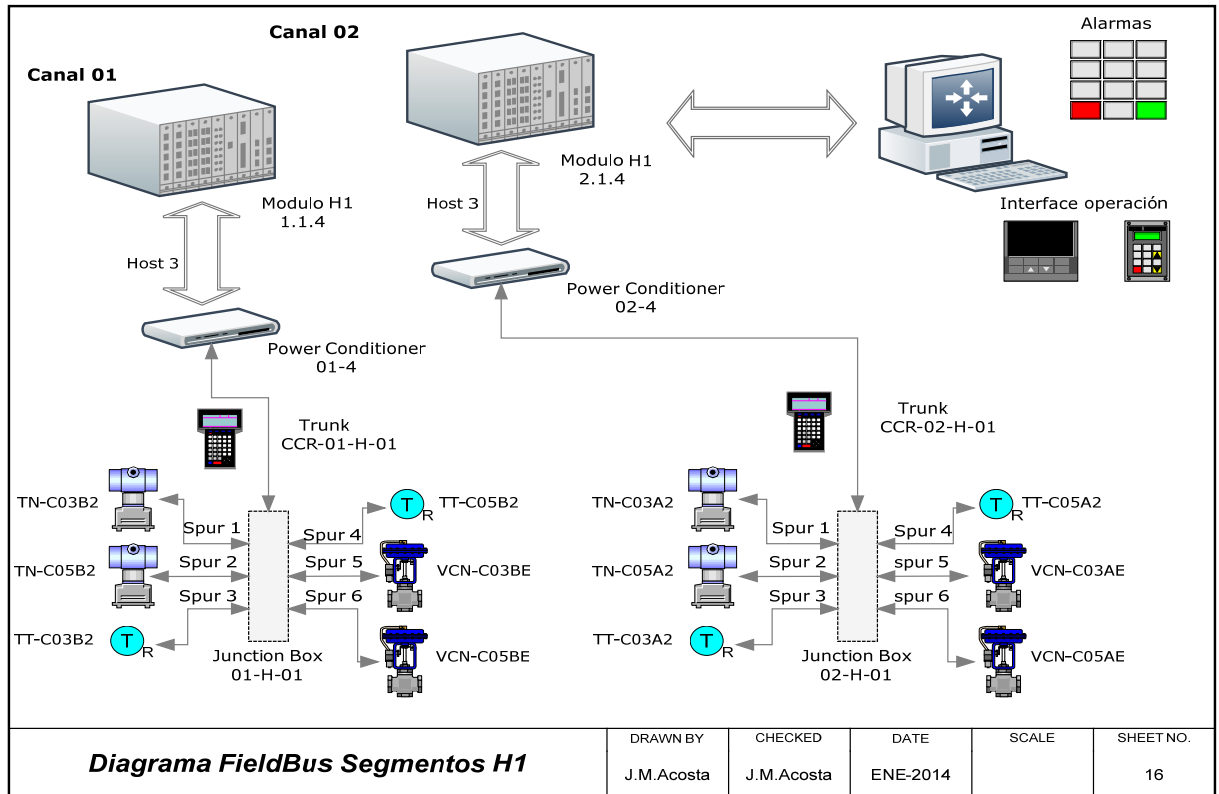 Canal 01
Canal 02
Alarmas
Modulo H1
1.1.4
Modulo H1
2.1.4
Interface operación
Host 3
Host 3
Power Conditioner
01-4
Power Conditioner
02-4
Trunk
CCR-01-H-01
Trunk
CCR-02-H-01
TN-C03B2
Spur 1
Spur 4
TT-C05B2
T
R
TN-C05B2
Spur 2
Spur 5
VCN-C03BE
TT-C03B2
T
R
Spur 3
Spur 6
VCN-C05BE
Junction Box
01-H-01
TN-C03A2
Spur 1
Spur 4
TT-C05A2
T
R
TN-C05A2
Spur 2
spur 5
VCN-C03AE
TT-C03A2
T
R
Spur 3
spur 6
VCN-C05AE
Junction Box
02-H-01
Diagrama FieldBus Segmentos H1
DRAWN BY
J.M.Acosta
CHECKED
J.M.Acosta
DATE
ENE-2014
SCALE
SHEET NO.
16